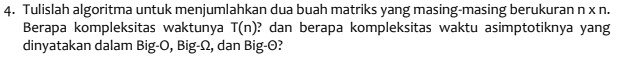 4. Tulislah algoritma untuk menjumlahkan dua buah matriks yang masing-masing berukuran n x n.
Berapa kompleksitas waktunya T(n)? dan berapa kompleksitas waktu asimptotiknya yang
dinyatakan dalam Big-O, Big-Ω, dan Big-Θ?